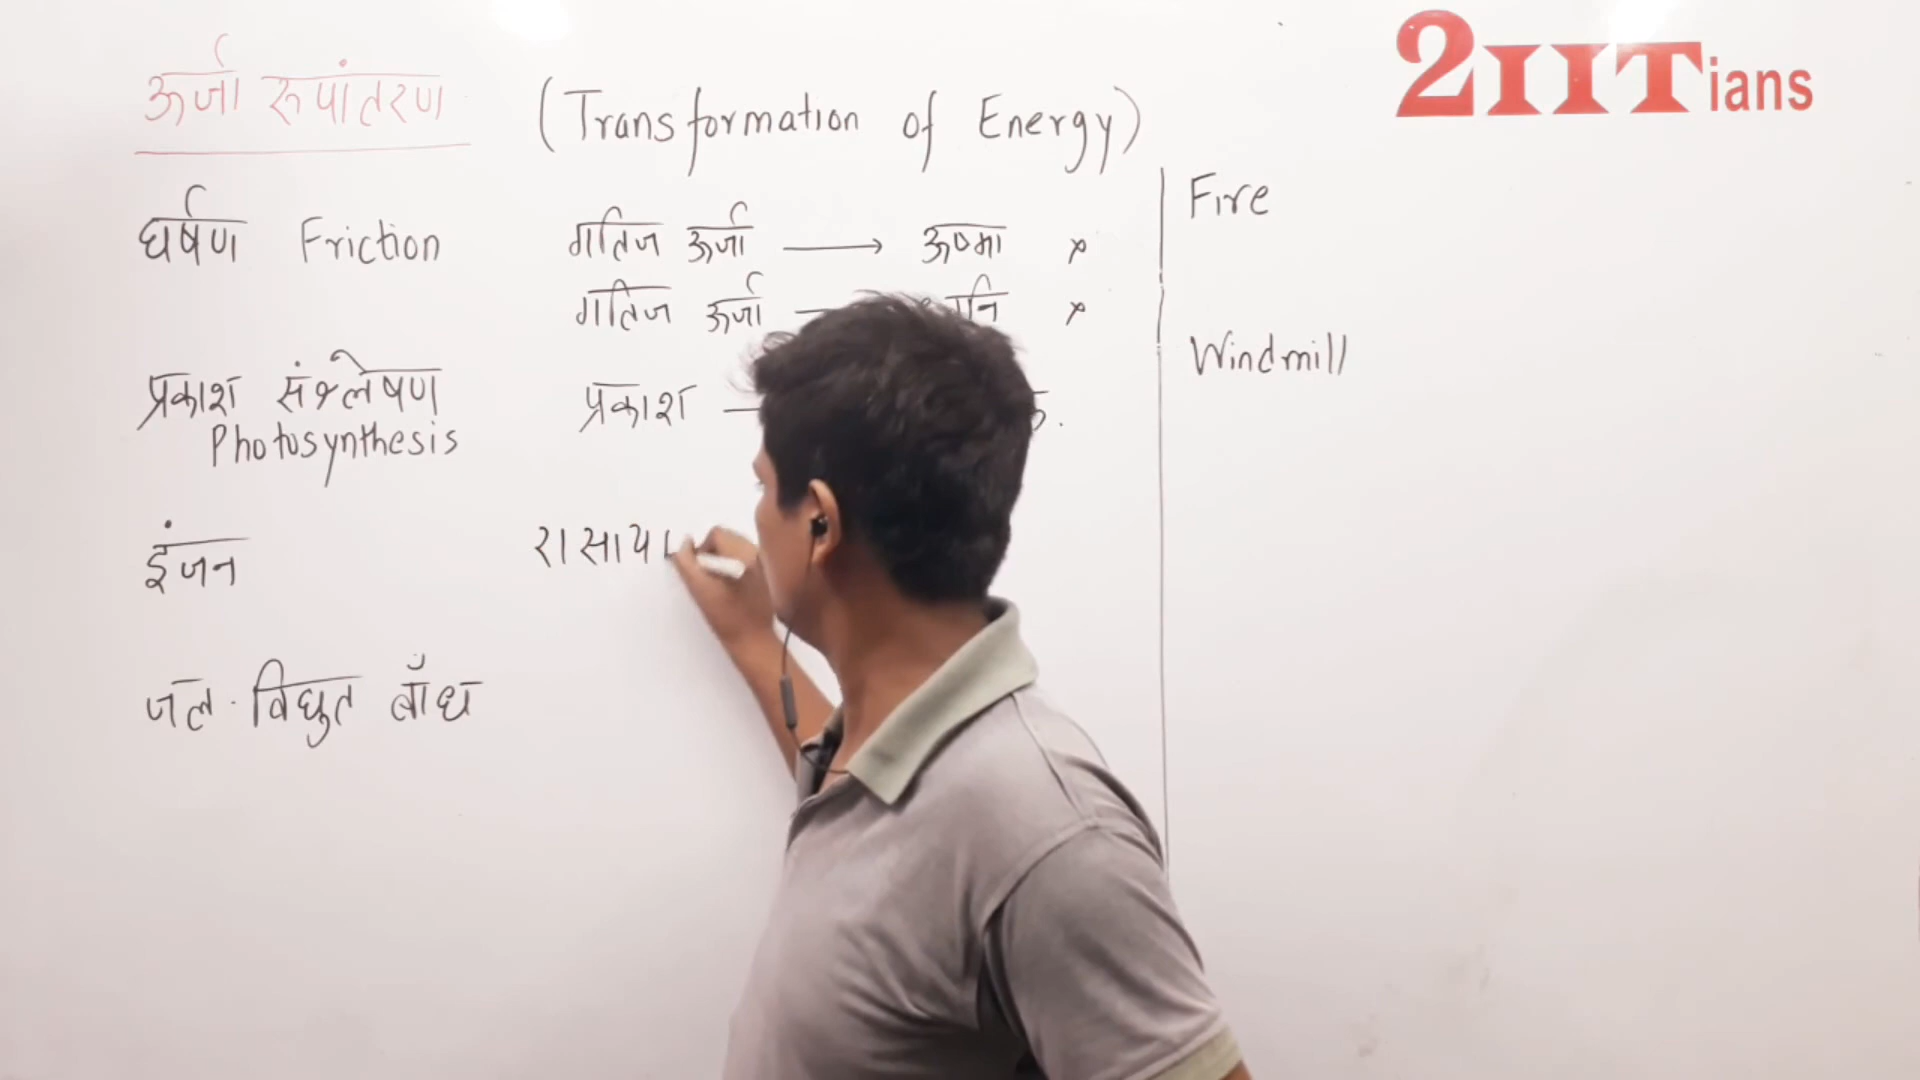 ऊर्जा रूपांतरण (Transformation of Energy)
2IITians
घर्षण Friction गतिज ऊर्जा → ऊष्मा ×
गतिज ऊर्जा — ×
प्रकाश संश्लेषण प्रकाश —
Photosynthesis
इंजन रासाय
जल-विद्युत बाँध
Fire
Windmill